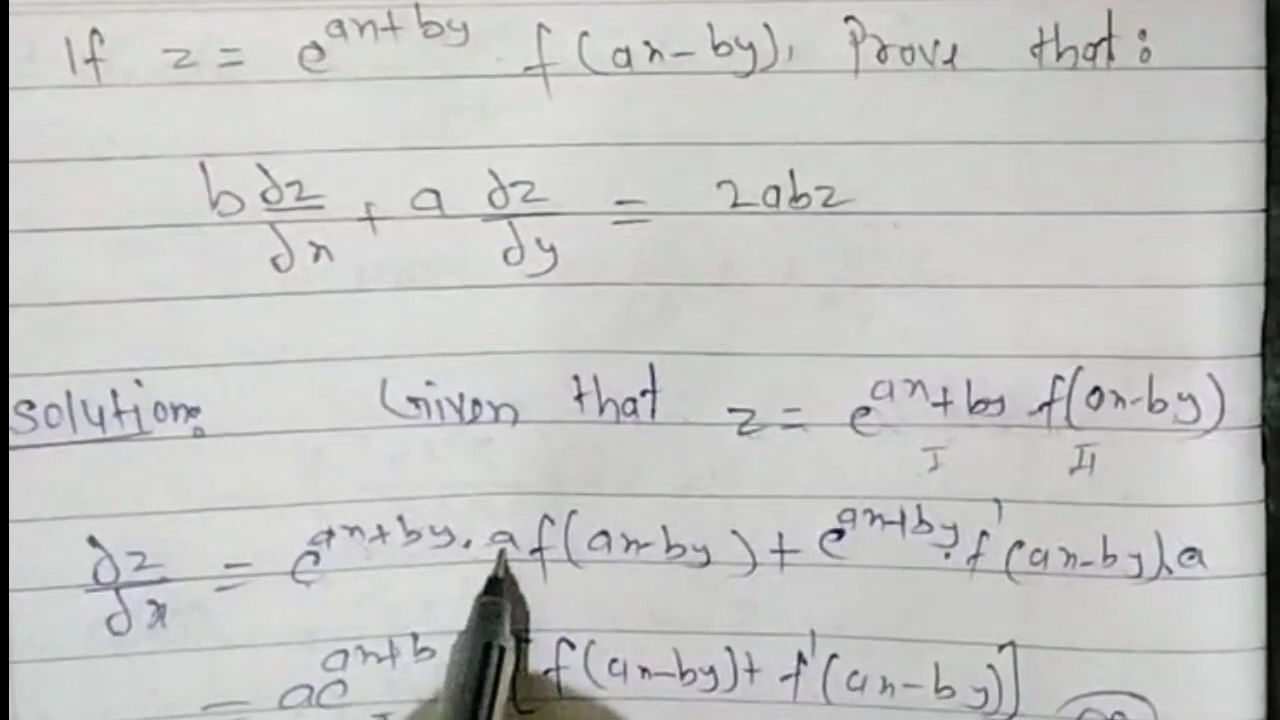 If z = e^{ax+by} f(ax-by), Prove that:
b ∂z/∂x + a ∂z/∂y = 2abz
Solution: Given that z = e^{ax+by} f(ax-by)
I II
∂z/∂x = e^{ax+by}. a f(ax-by) + e^{ax+by}. f'(ax-by).a
= ae^{ax+b [f(ax-by) + f'(ax-by)]